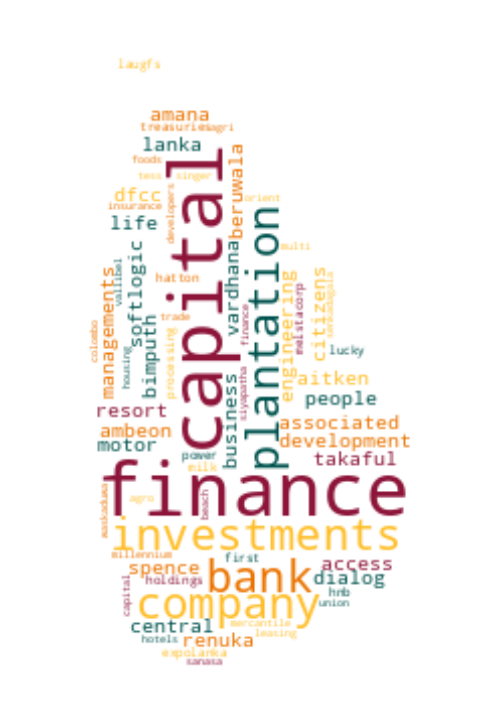 laugfs
amana
treasuries
agri
lanka
foods
tess
singer
dfcc
insurance
life
developers
capital
beruwala
orient
plantation
multi
vallibel
softlogic
managements
hatton
vardhana
engineering
citizens
melstacorp
colombo
housing
bimputh
trade
processing
finance
lucky
business
siyapatha
aitken
people
resort
ambeon
motor
associated
development
power
milk
takaful
finance
waskaduwa
agro
beach
investments
millennium
first
spence
holdings
bank
access
dialog
capital
company
hnb
union
central
mercantile
leasing
hotels
renuka
expolanka
sanasa